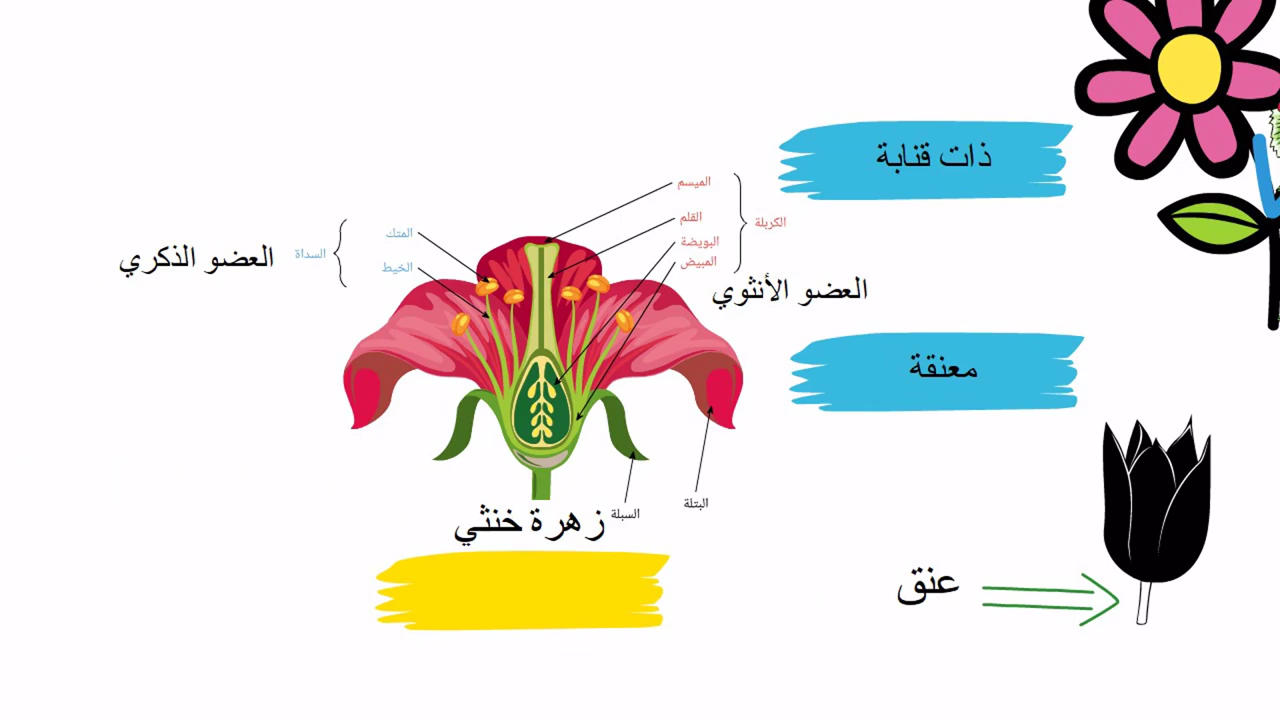 ذات قنابة
الميسم
القلم
الكربلة
البويضة
المبيض
المتك
السداة
الخيط
العضو الذكري
العضو الأنثوي
معنقة
البتلة
السبلة
زهرة خنثي
عنق